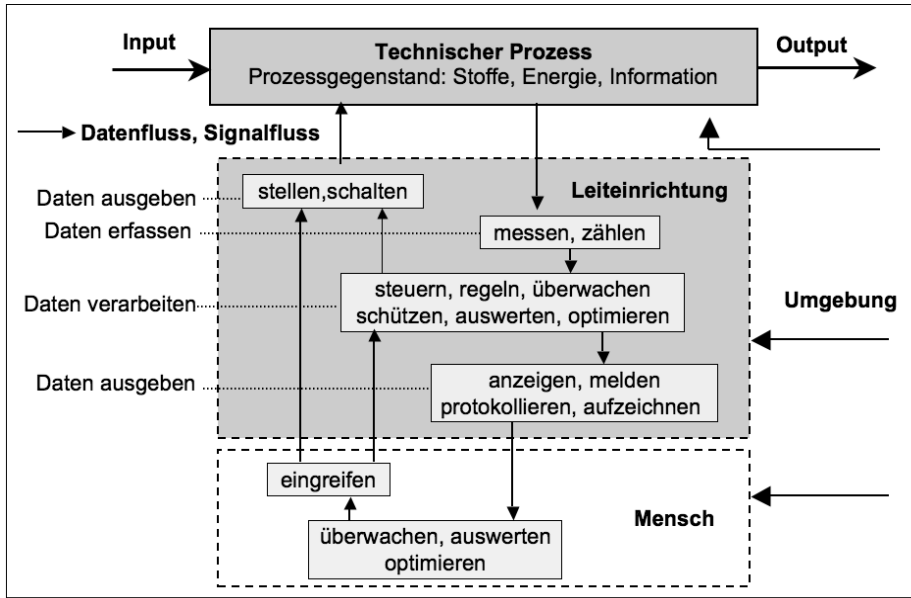 Input
Technischer Prozess
Prozessgegenstand: Stoffe, Energie, Information
Output
Datenfluss, Signalfluss
Leiteinrichtung
Daten ausgeben
stellen,schalten
Daten erfassen
messen, zählen
Daten verarbeiten
steuern, regeln, überwachen
schützen, auswerten, optimieren
Umgebung
Daten ausgeben
anzeigen, melden
protokollieren, aufzeichnen
eingreifen
Mensch
überwachen, auswerten
optimieren